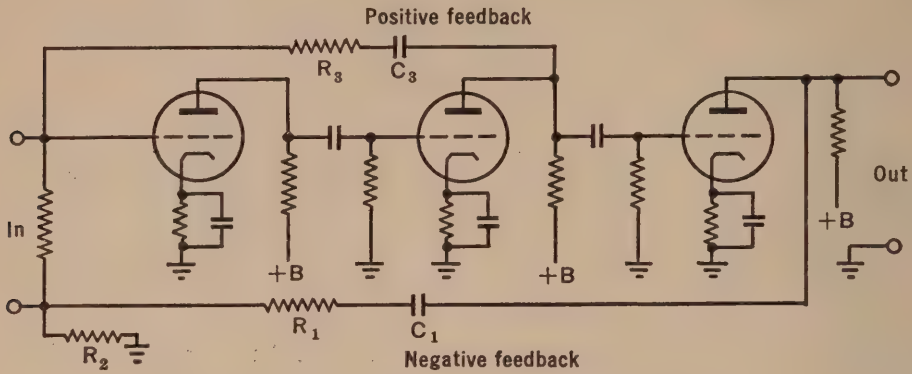 Positive feedback
R3
C3
In
Out
+B
+B
+B
R1
C1
R2
Negative feedback